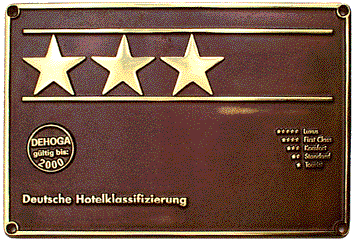 DEHOGA
gültig bis:
2000
***** Luxus
**** First Class
*** Komfort
** Standard
* Tourist
Deutsche Hotelklassifizierung